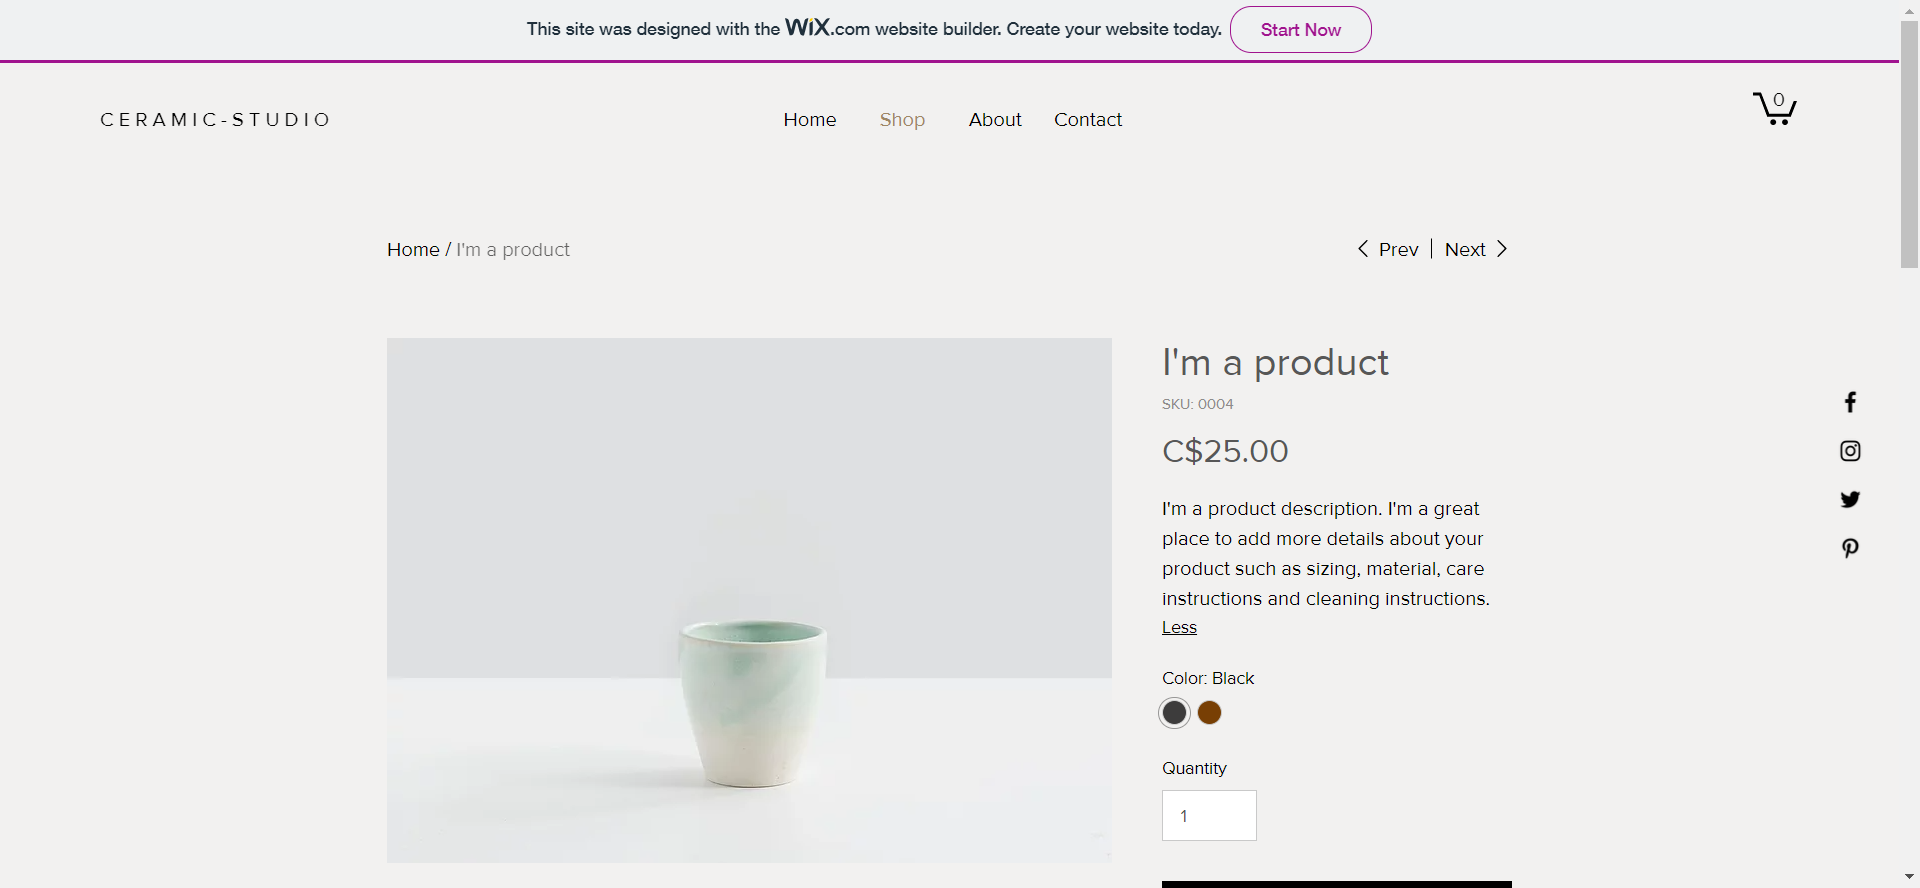 This site was designed with the WiX.com website builder. Create your website today. Start Now
CERAMIC-STUDIO
Home Shop About Contact
0
Home / I'm a product
Prev | Next
I'm a product
SKU: 0004
C$25.00
I'm a product description. I'm a great
place to add more details about your
product such as sizing, material, care
instructions and cleaning instructions.
Less
Color: Black
Quantity
1